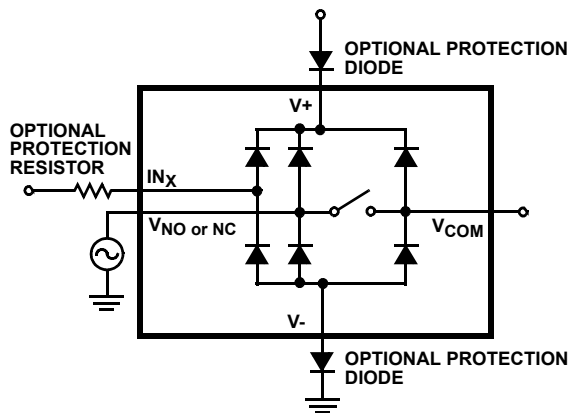 OPTIONAL PROTECTION
DIODE
V+
OPTIONAL
PROTECTION
RESISTOR
INX
VNO or NC
VCOM
V-
OPTIONAL PROTECTION
DIODE